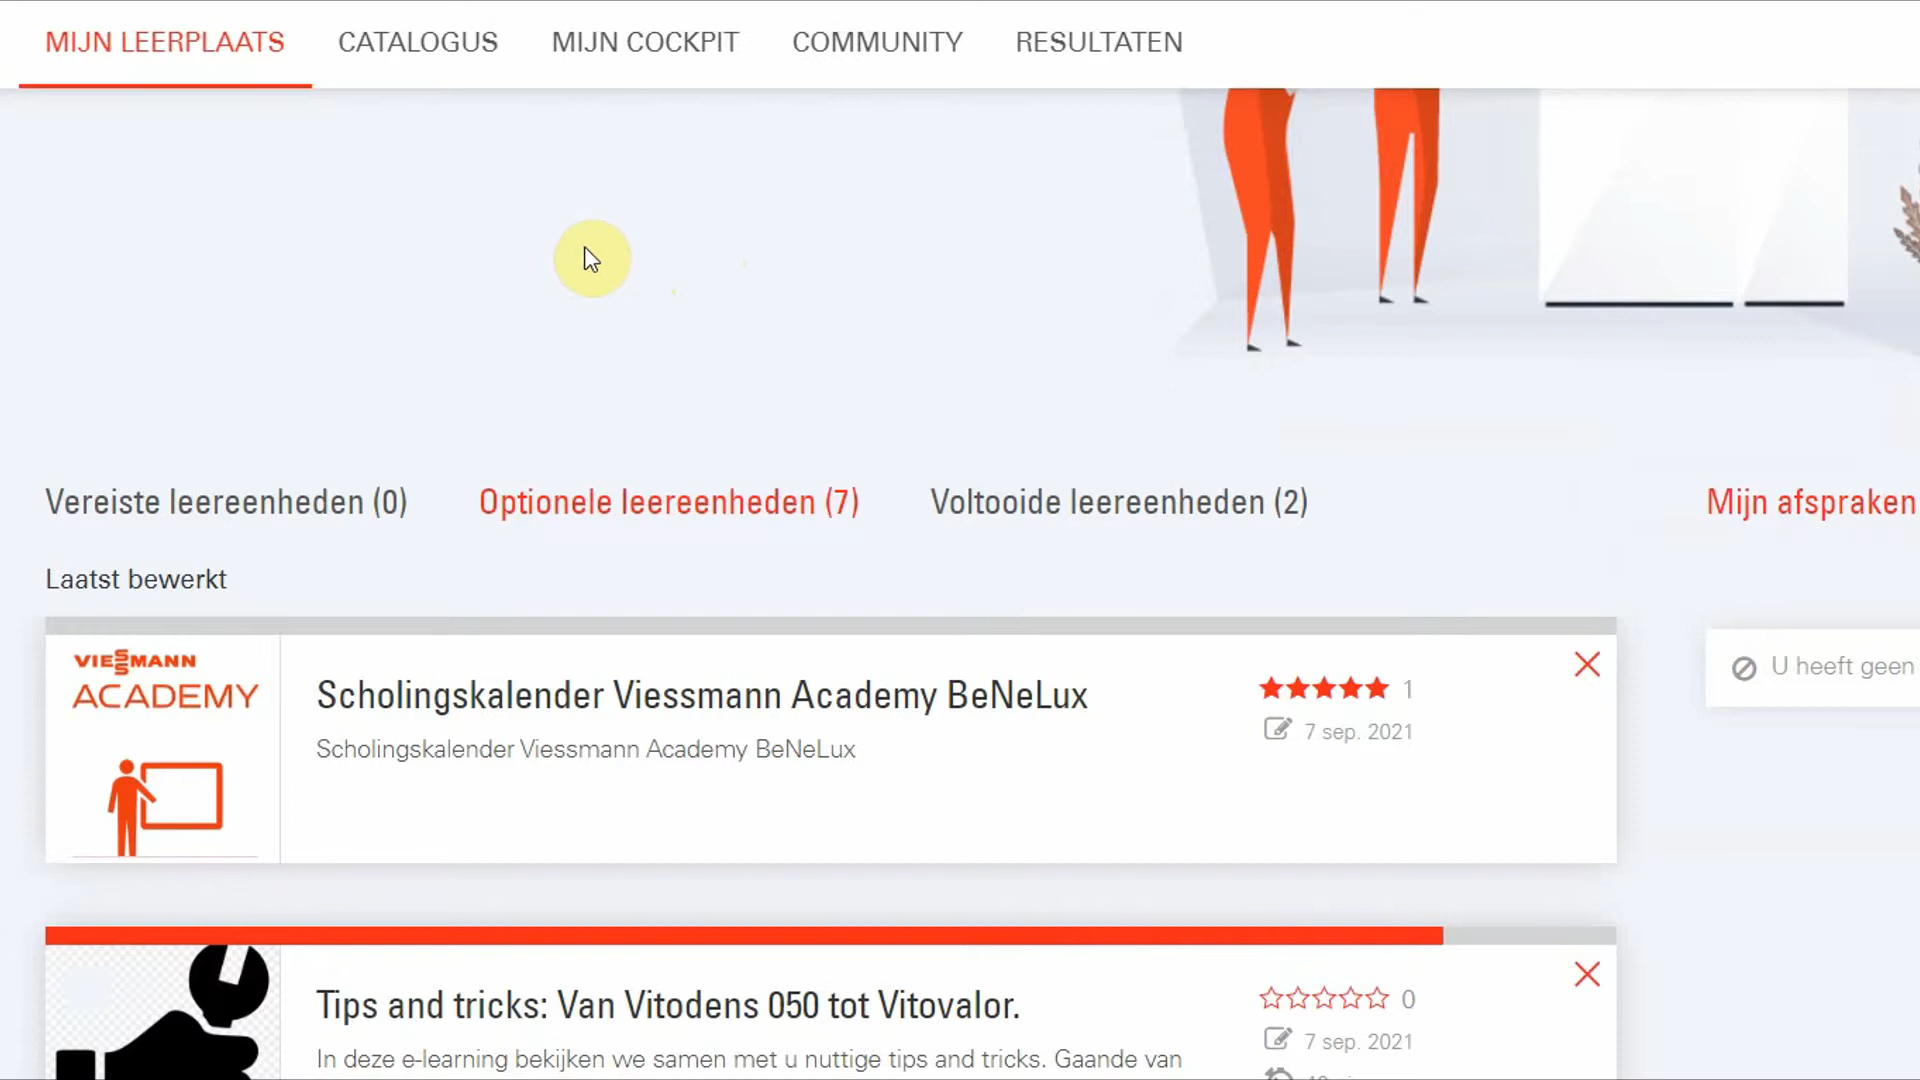 MIJN LEERPLAATS CATALOGUS MIJN COCKPIT COMMUNITY RESULTATEN
Vereiste leereenheden (0) Optionele leereenheden (7) Voltooide leereenheden (2) Mijn afspraken
Laatst bewerkt
VIESSMANN
ACADEMY
Scholingskalender Viessmann Academy BeNeLux
1
Scholingskalender Viessmann Academy BeNeLux
7 sep. 2021
U heeft geen
Tips and tricks: Van Vitodens 050 tot Vitovalor.
0
7 sep. 2021
In deze e-learning bekijken we samen met u nuttige tips and tricks. Gaande van